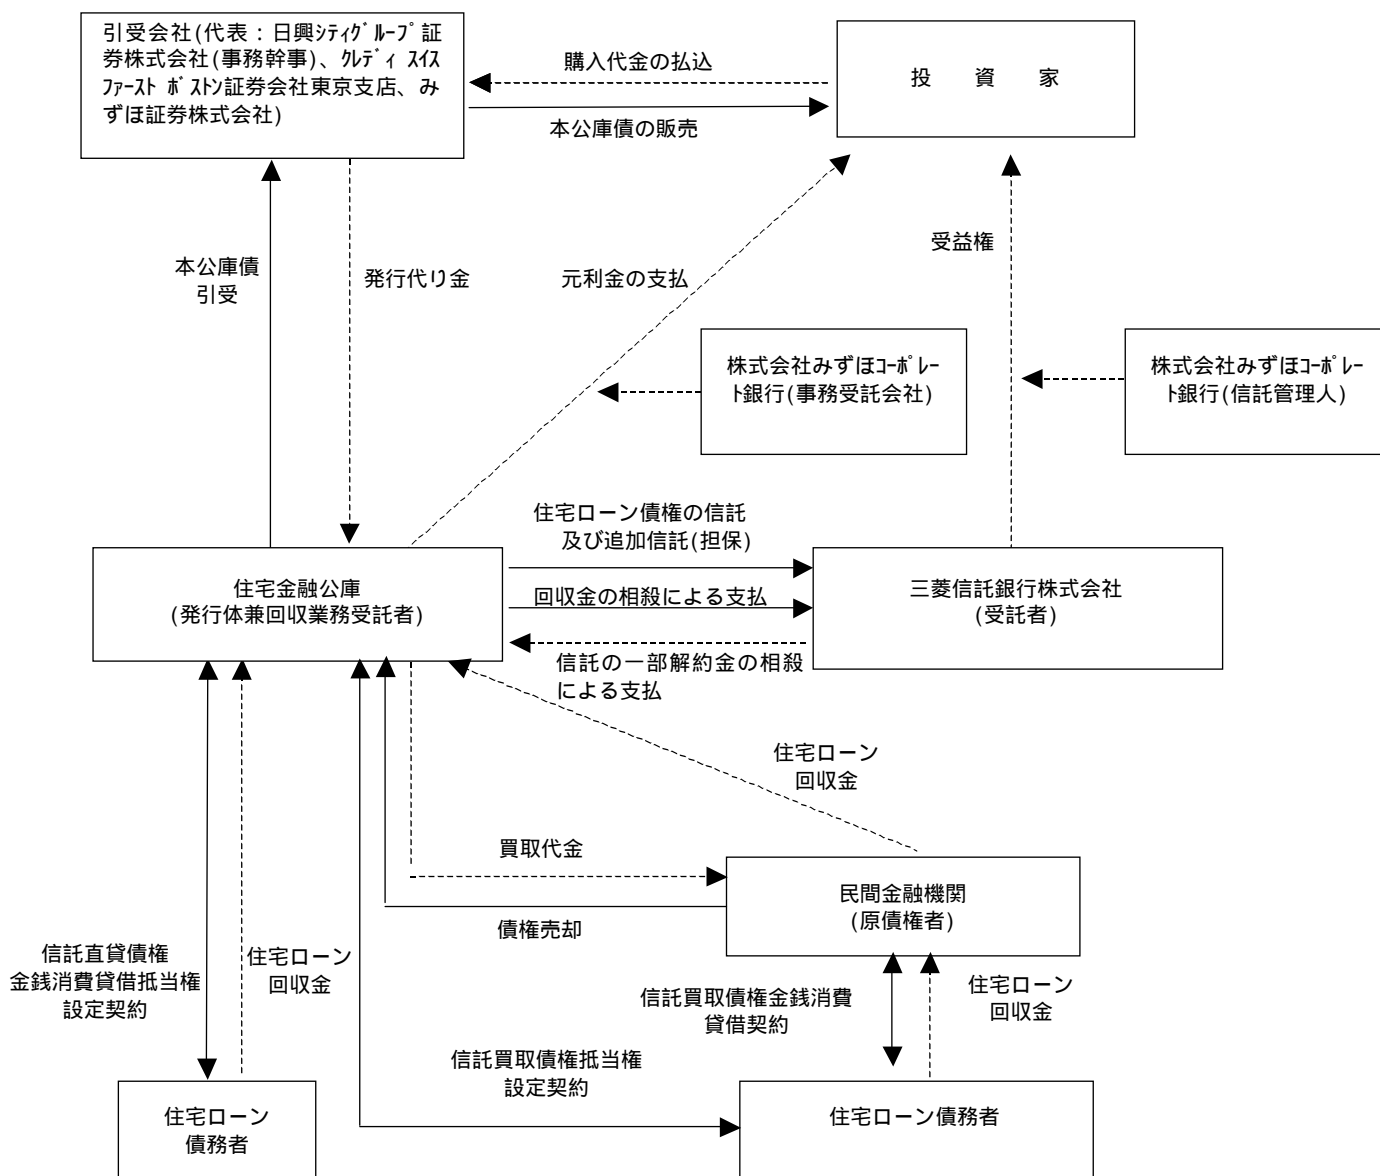 引受会社(代表：日興ｼﾃｨｸﾞﾙｰﾌﾟ証
券株式会社(事務幹事)、ｸﾚﾃﾞｨ ｽｲｽ
ﾌｧｰｽﾄ ﾎﾞｽﾄﾝ証券会社東京支店、み
ずほ証券株式会社)
購入代金の払込
投　資　家
本公庫債の販売
受益権
本公庫債
引受
発行代り金
元利金の支払
株式会社みずほｺｰﾎﾟﾚｰ
ﾄ銀行(事務受託会社)
株式会社みずほｺｰﾎﾟﾚｰ
ﾄ銀行(信託管理人)
住宅ローン債権の信託
及び追加信託(担保)
住宅金融公庫
(発行体兼回収業務受託者)
回収金の相殺による支払
三菱信託銀行株式会社
(受託者)
信託の一部解約金の相殺
による支払
住宅ローン
回収金
買取代金
民間金融機関
(原債権者)
債権売却
信託直貸債権
金銭消費貸借抵当権
設定契約
住宅ローン
回収金
信託買取債権金銭消費
貸借契約
住宅ローン
回収金
信託買取債権抵当権
設定契約
住宅ローン
債務者
住宅ローン債務者